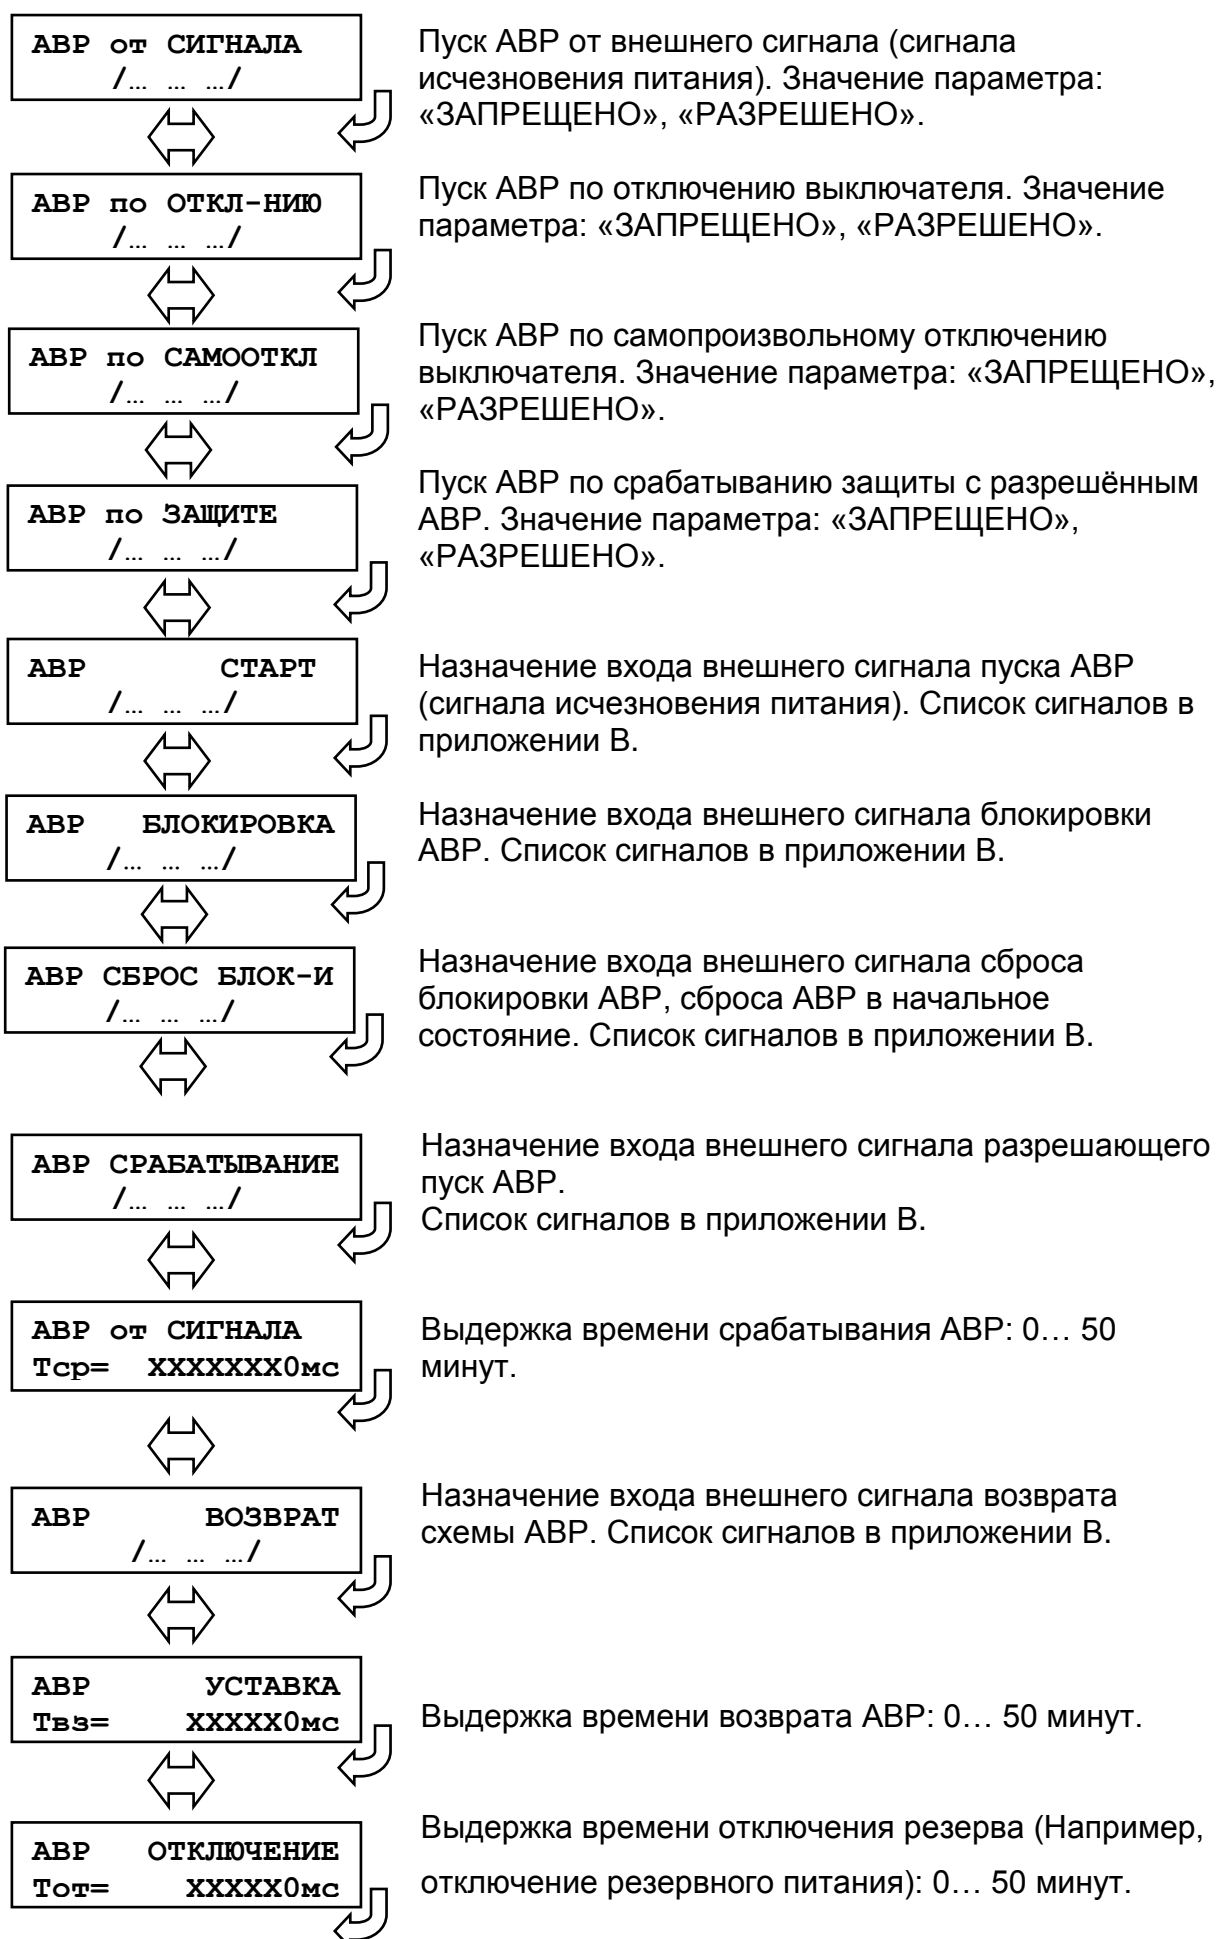 АВР от СИГНАЛА
/… … …/
Пуск АВР от внешнего сигнала (сигнала
исчезновения питания). Значение параметра:
«ЗАПРЕЩЕНО», «РАЗРЕШЕНО».
АВР по ОТКЛ-НИЮ
/… … …/
Пуск АВР по отключению выключателя. Значение
параметра: «ЗАПРЕЩЕНО», «РАЗРЕШЕНО».
АВР по САМООТКЛ
/… … …/
Пуск АВР по самопроизвольному отключению
выключателя. Значение параметра: «ЗАПРЕЩЕНО»,
«РАЗРЕШЕНО».
АВР по ЗАЩИТЕ
/… … …/
Пуск АВР по срабатыванию защиты с разрешённым
АВР. Значение параметра: «ЗАПРЕЩЕНО»,
«РАЗРЕШЕНО».
АВР СТАРТ
/… … …/
Назначение входа внешнего сигнала пуска АВР
(сигнала исчезновения питания). Список сигналов в
приложении В.
АВР БЛОКИРОВКА
/… … …/
Назначение входа внешнего сигнала блокировки
АВР. Список сигналов в приложении В.
АВР СБРОС БЛОК-И
/… … …/
Назначение входа внешнего сигнала сброса
блокировки АВР, сброса АВР в начальное
состояние. Список сигналов в приложении В.
АВР СРАБАТЫВАНИЕ
/… … …/
Назначение входа внешнего сигнала разрешающего
пуск АВР.
Список сигналов в приложении В.
АВР от СИГНАЛА
Тср= ХХХХХХХ0мс
Выдержка времени срабатывания АВР: 0… 50
минут.
АВР ВОЗВРАТ
/… … …/
Назначение входа внешнего сигнала возврата
схемы АВР. Список сигналов в приложении В.
АВР УСТАВКА
Твз= ХХХХХ0мс
Выдержка времени возврата АВР: 0… 50 минут.
АВР ОТКЛЮЧЕНИЕ
Тот= ХХХХХ0мс
Выдержка времени отключения резерва (Например,
отключение резервного питания): 0… 50 минут.